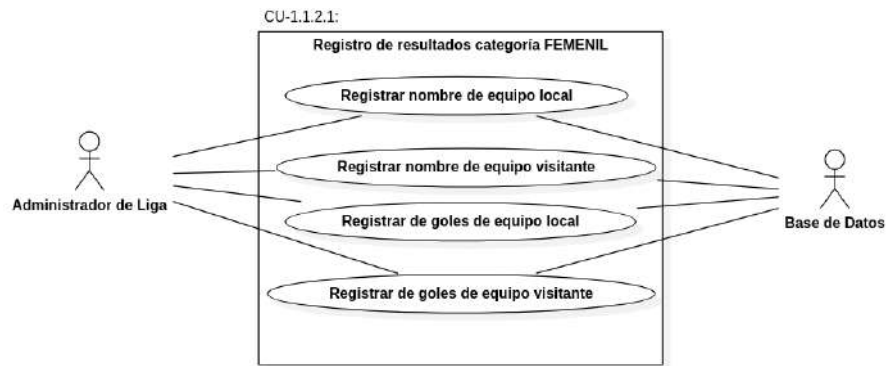 CU-1.1.2.1:
Registro de resultados categoría FEMENIL
Registrar nombre de equipo local
Registrar nombre de equipo visitante
Administrador de Liga
Registrar de goles de equipo local
Base de Datos
Registrar de goles de equipo visitante